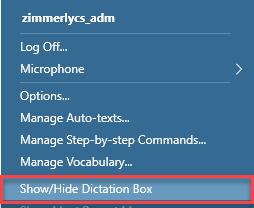 zimmerlycs_adm
Log Off...
Microphone
Options...
Manage Auto-texts...
Manage Step-by-step Commands...
Manage Vocabulary...
Show/Hide Dictation Box